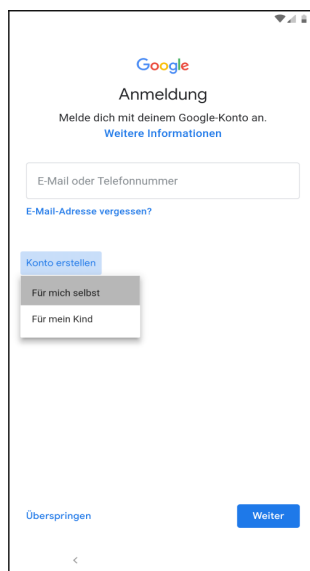 Google
Anmeldung
Melde dich mit deinem Google-Konto an.
Weitere Informationen
E-Mail oder Telefonnummer
E-Mail-Adresse vergessen?
Konto erstellen
Für mich selbst
Für mein Kind
Überspringen
Weiter